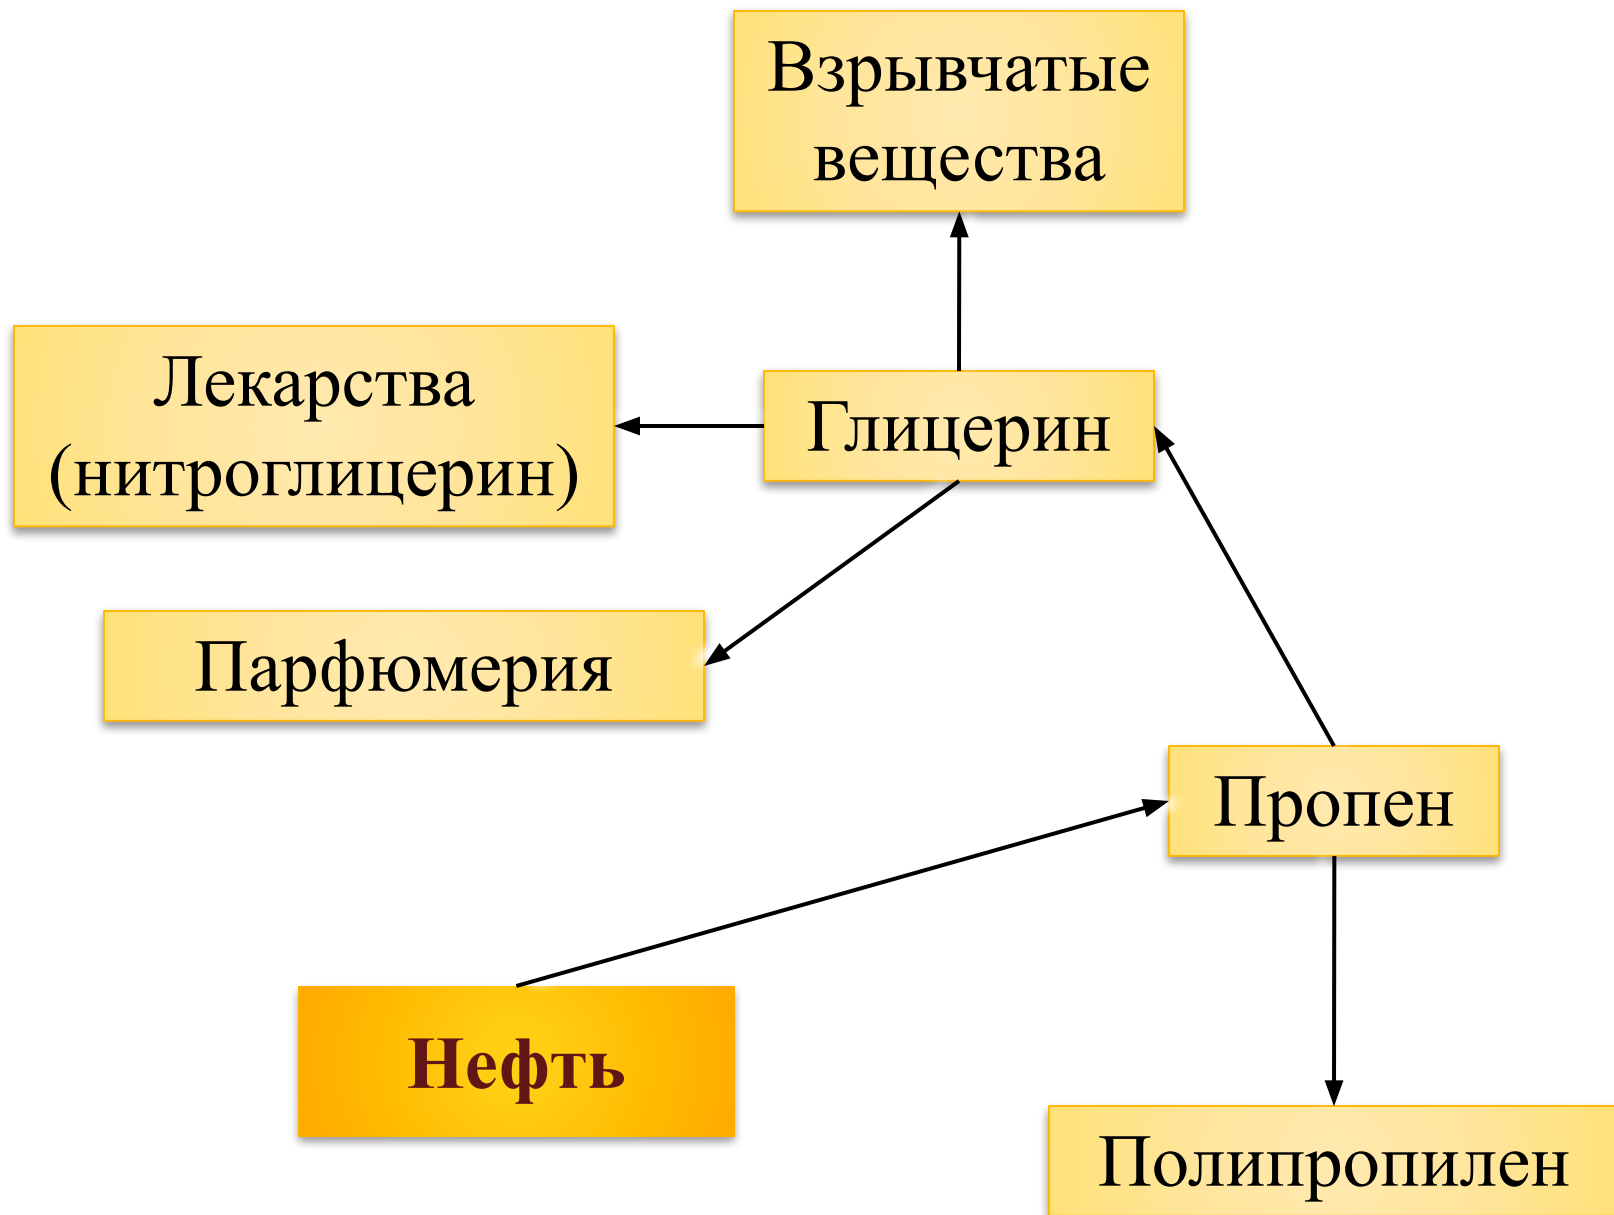 Взрывчатые
вещества
Лекарства
(нитроглицерин)
Глицерин
Парфюмерия
Пропен
Нефть
Полипропилен